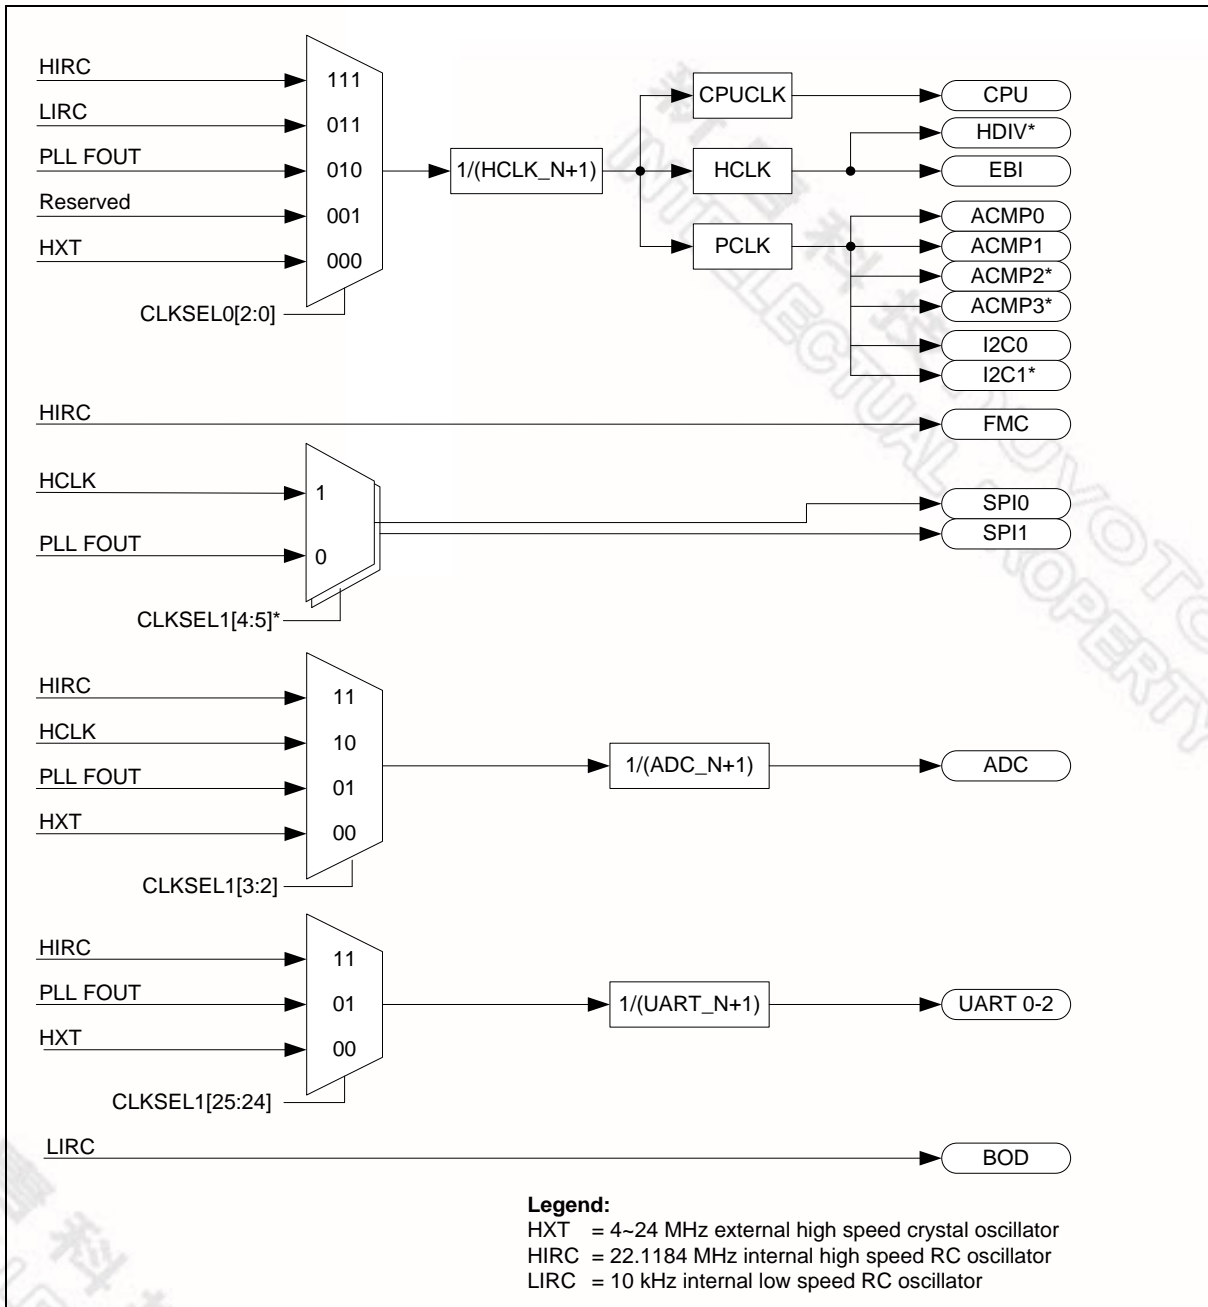 HIRC
LIRC
PLL FOUT
Reserved
HXT
111
011
010
001
000
CLKSEL0[2:0]
1/(HCLK_N+1)
CPUCLK
HCLK
PCLK
CPU
HDIV*
EBI
ACMP0
ACMP1
ACMP2*
ACMP3*
I2C0
I2C1*
HIRC
FMC
HCLK
PLL FOUT
1
0
CLKSEL1[4:5]*
SPI0
SPI1
HIRC
HCLK
PLL FOUT
HXT
11
10
01
00
CLKSEL1[3:2]
1/(ADC_N+1)
ADC
HIRC
PLL FOUT
HXT
11
01
00
CLKSEL1[25:24]
1/(UART_N+1)
UART 0-2
LIRC
BOD
Legend:
HXT = 4~24 MHz external high speed crystal oscillator
HIRC = 22.1184 MHz internal high speed RC oscillator
LIRC = 10 kHz internal low speed RC oscillator